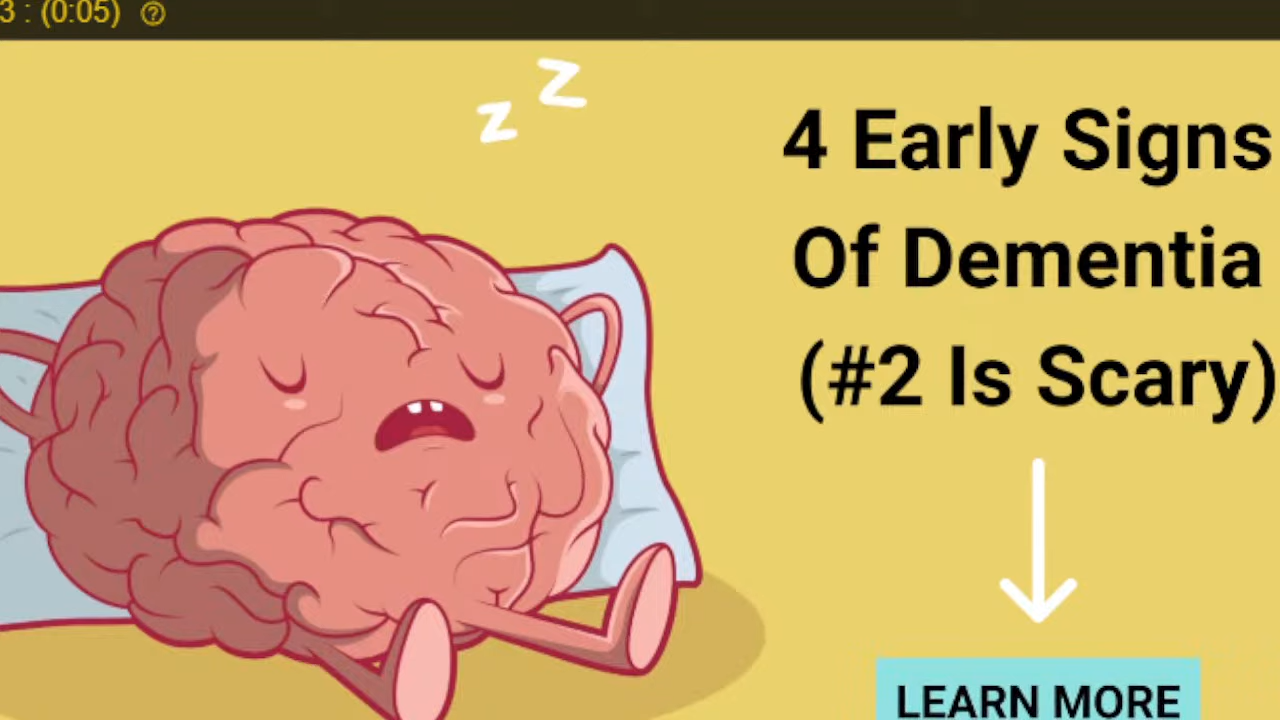 3 : (0:05) ?
z z
4 Early Signs
Of Dementia
(#2 Is Scary)
LEARN MORE